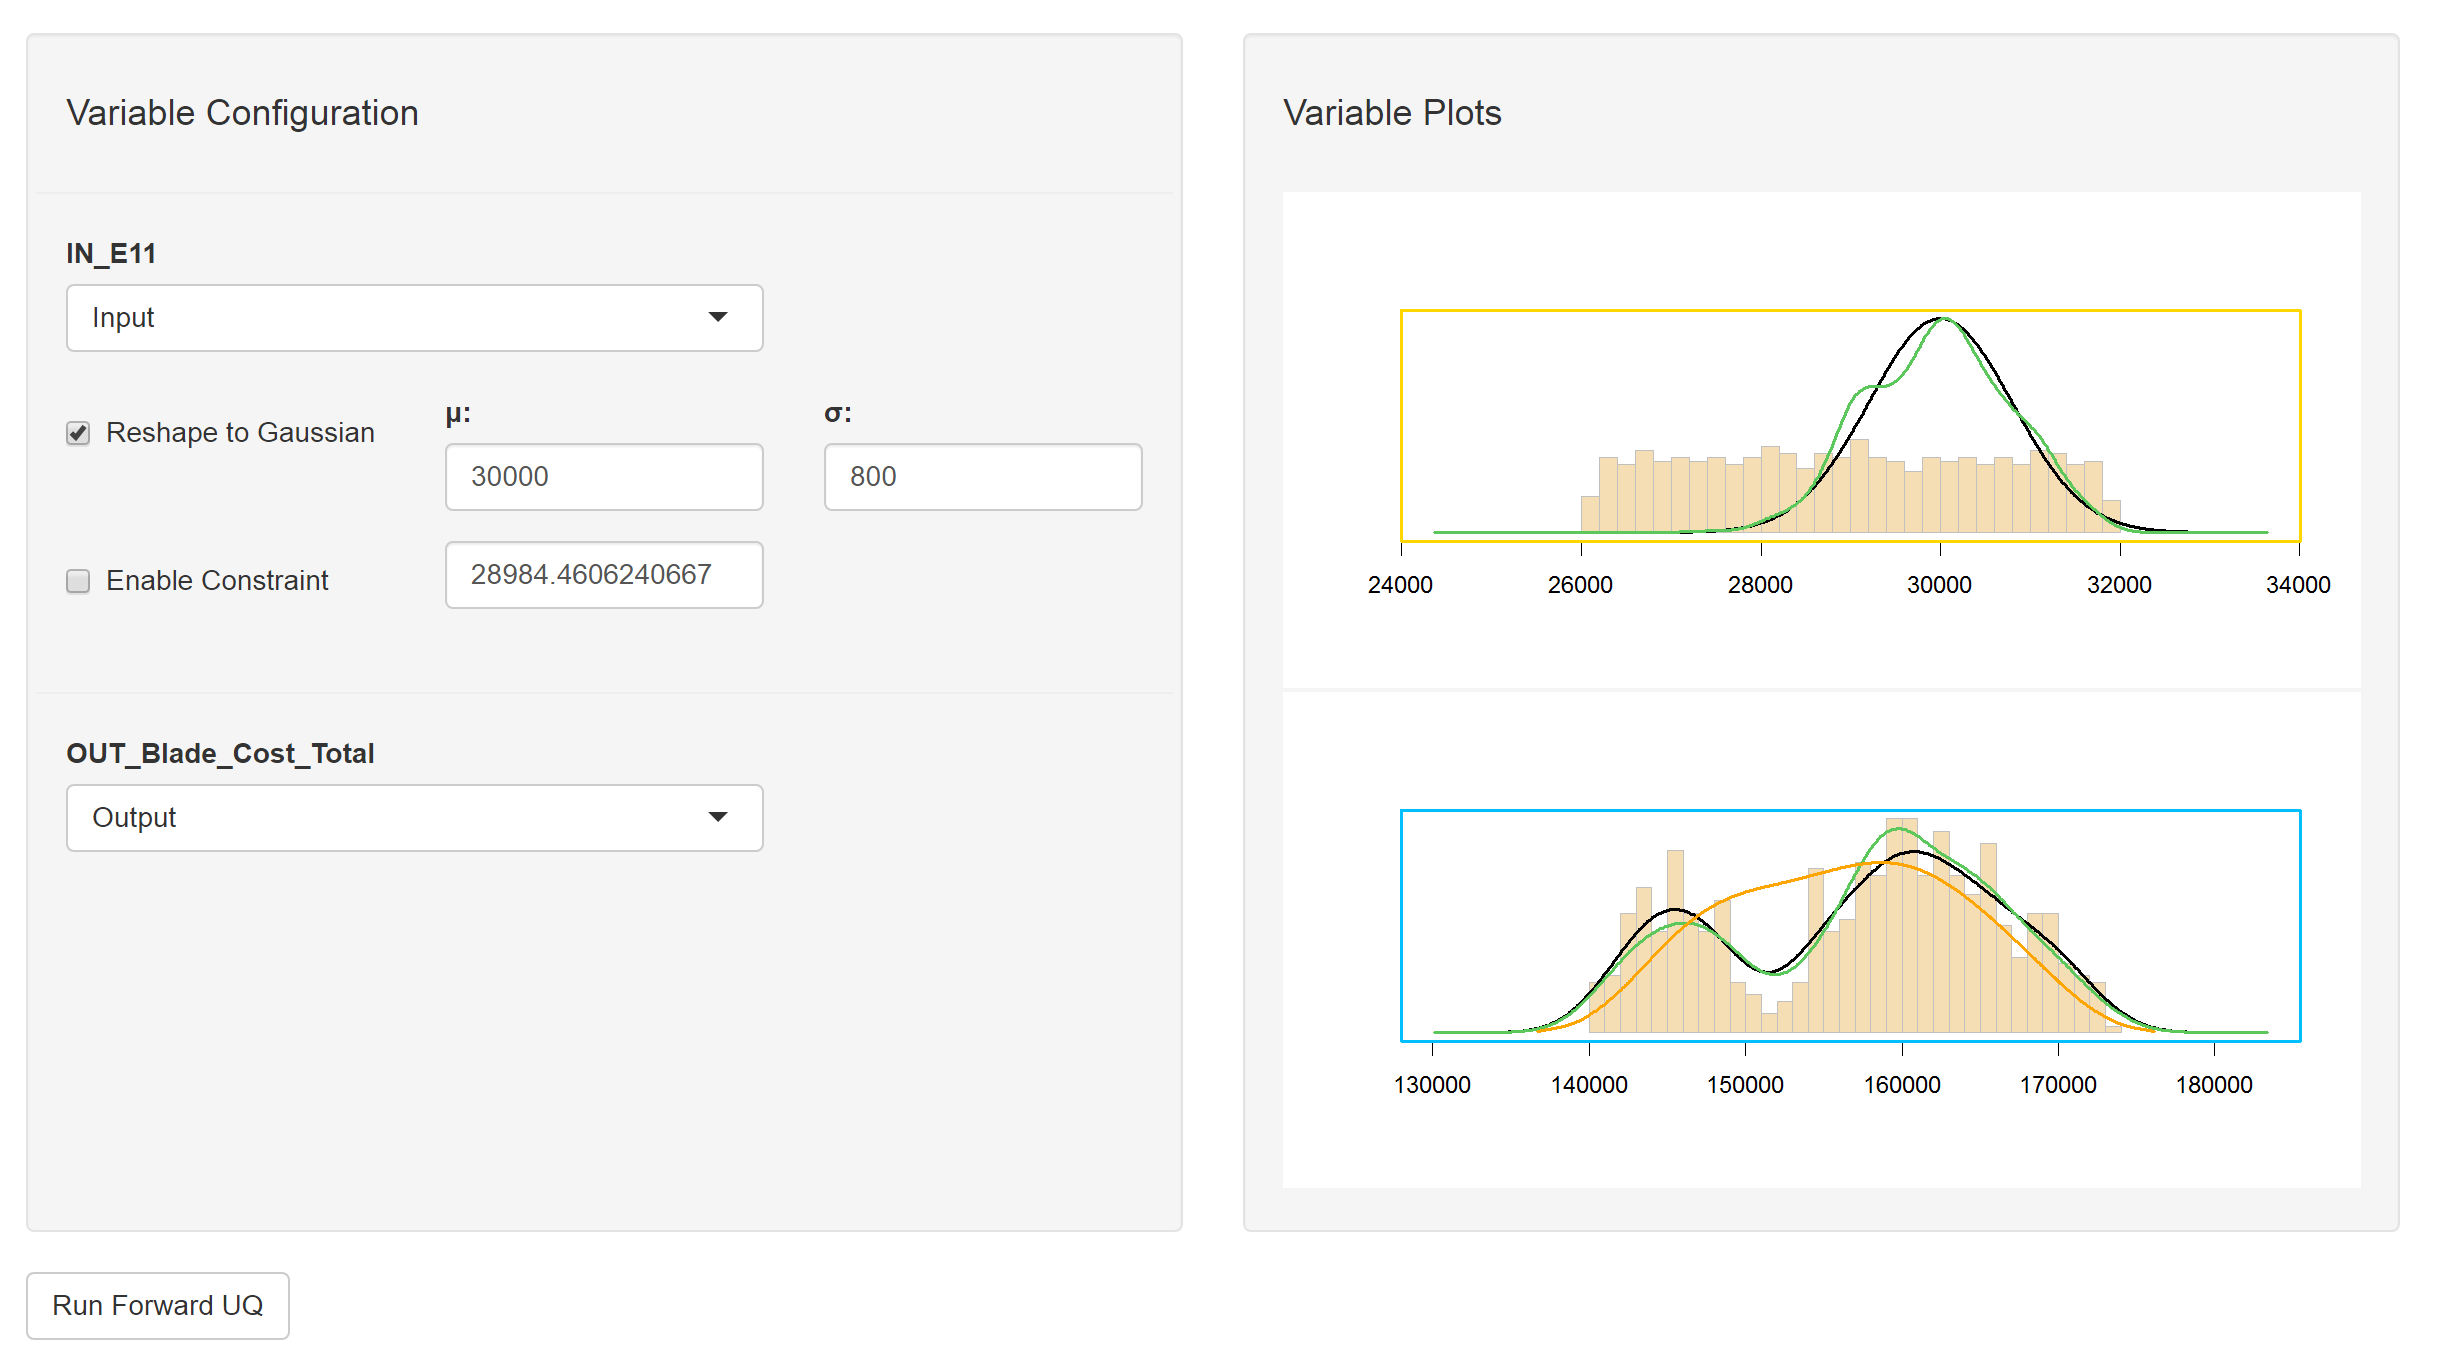 Variable Configuration
IN_E11
Input
Reshape to Gaussian
μ:
30000
σ:
800
Enable Constraint
28984.4606240667
OUT_Blade_Cost_Total
Output
Run Forward UQ
Variable Plots
24000 26000 28000 30000 32000 34000
130000 140000 150000 160000 170000 180000